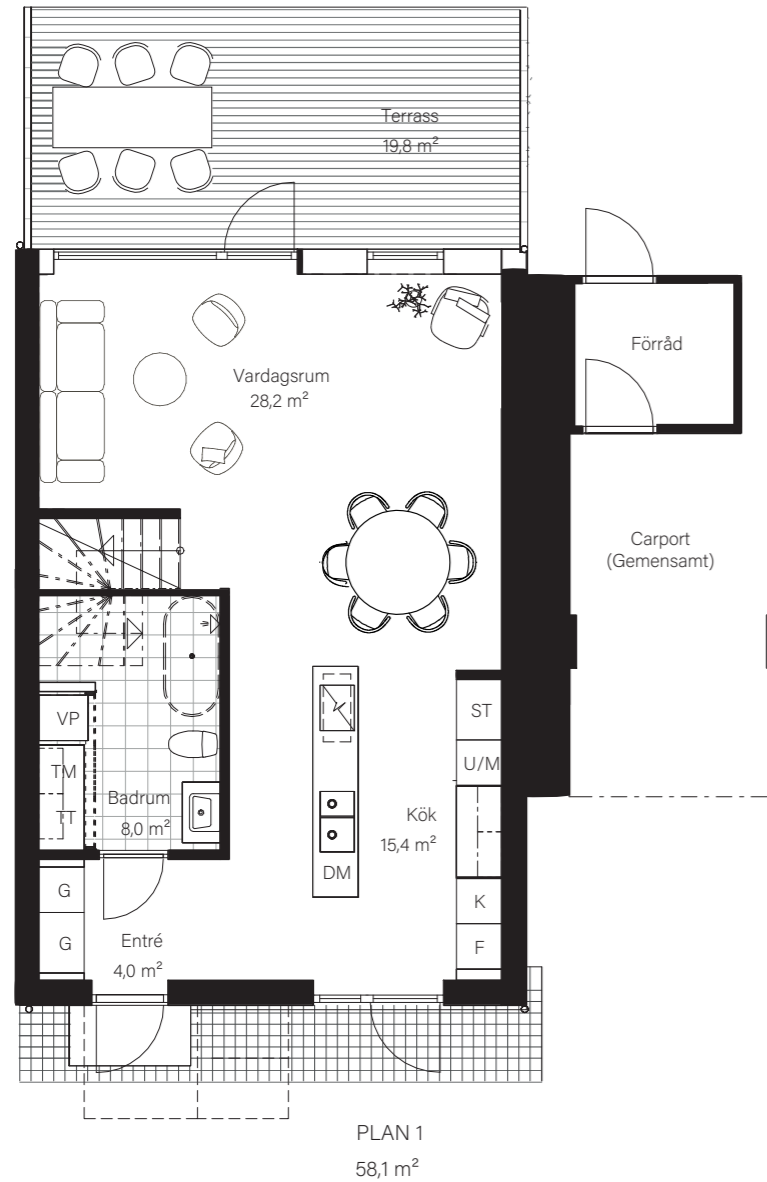 Terrass
19,8 m²
Förråd
Vardagsrum
28,2 m²
Carport
(Gemensamt)
ST
VP
U/M
TM
TT
Badrum
8,0 m²
Kök
15,4 m²
DM
G
K
G
Entré
4,0 m²
F
PLAN 1
58,1 m²